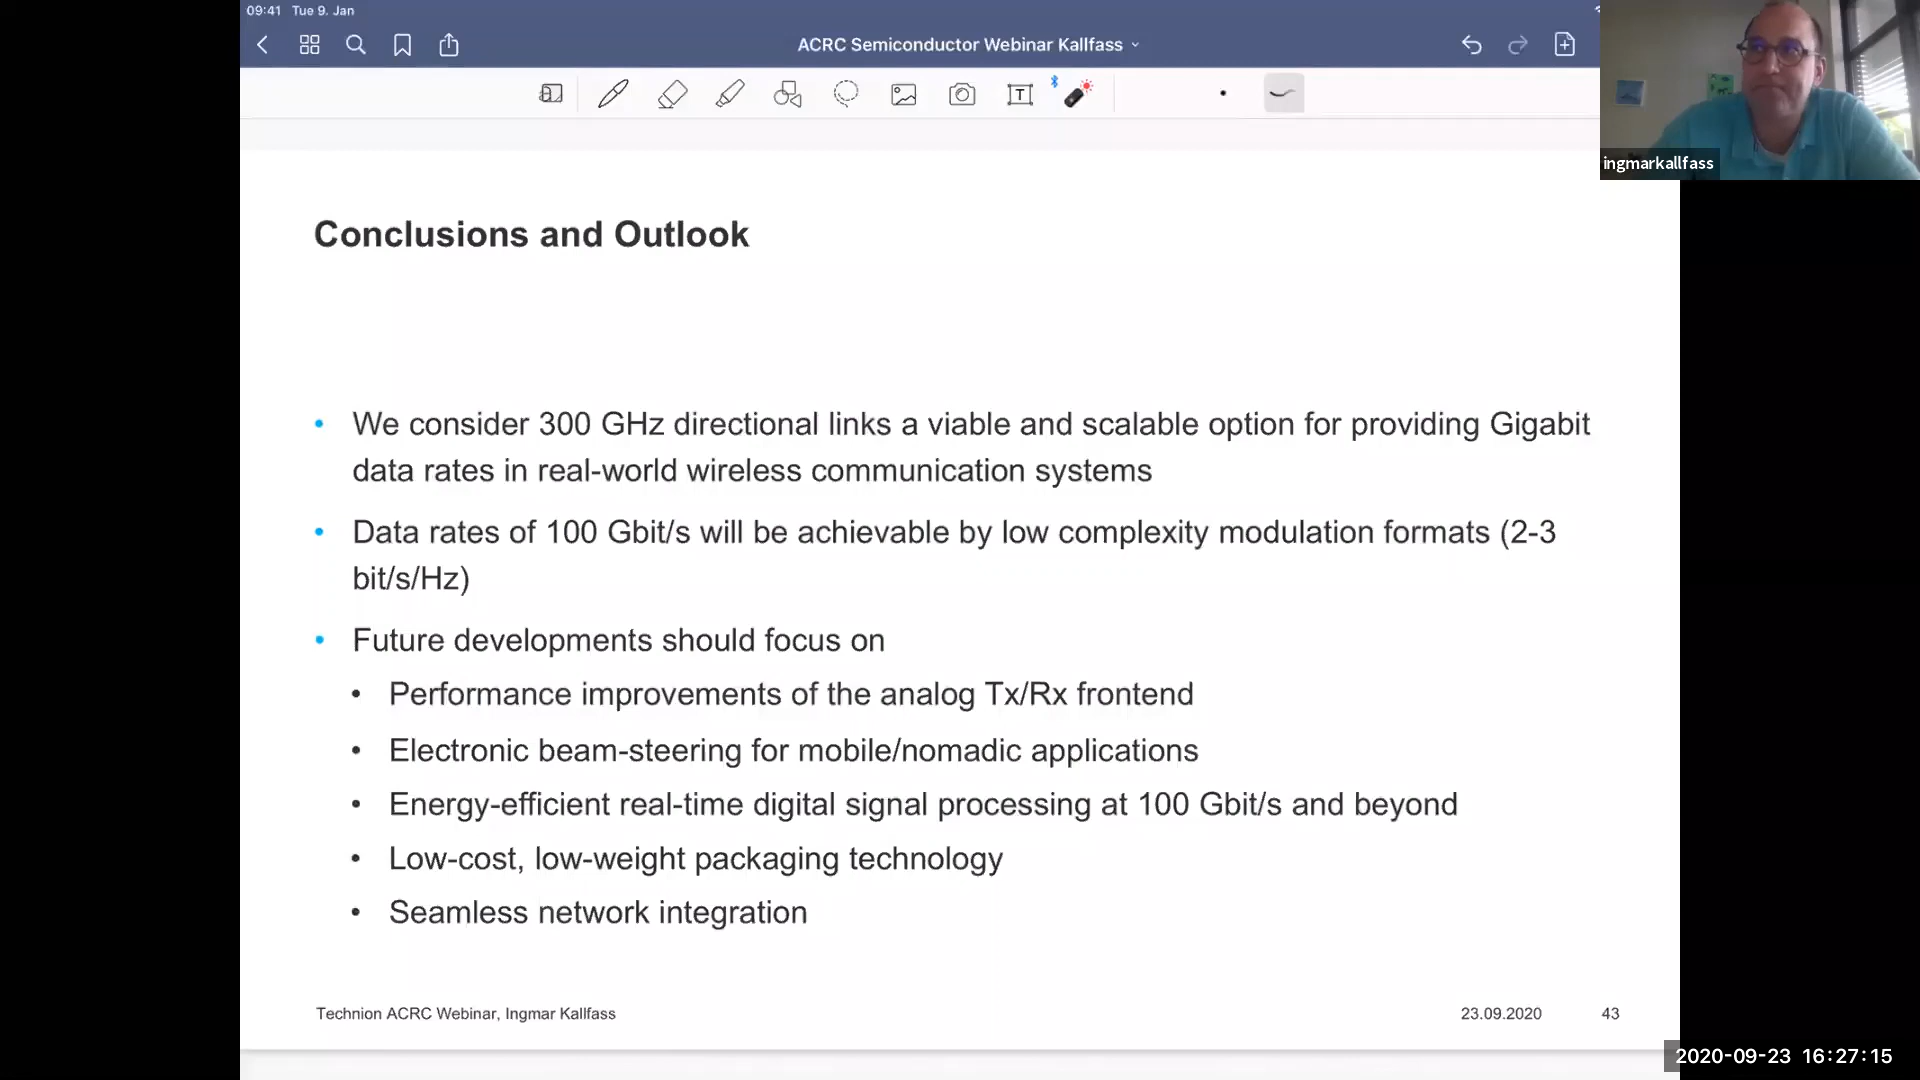 09:41 Tue 9. Jan
ACRC Semiconductor Webinar Kallfass
T
ingmarkallfass
Conclusions and Outlook
• We consider 300 GHz directional links a viable and scalable option for providing Gigabit
data rates in real-world wireless communication systems
• Data rates of 100 Gbit/s will be achievable by low complexity modulation formats (2-3
bit/s/Hz)
• Future developments should focus on
• Performance improvements of the analog Tx/Rx frontend
• Electronic beam-steering for mobile/nomadic applications
• Energy-efficient real-time digital signal processing at 100 Gbit/s and beyond
• Low-cost, low-weight packaging technology
• Seamless network integration
Technion ACRC Webinar, Ingmar Kallfass 23.09.2020 43
2020-09-23 16:27:15